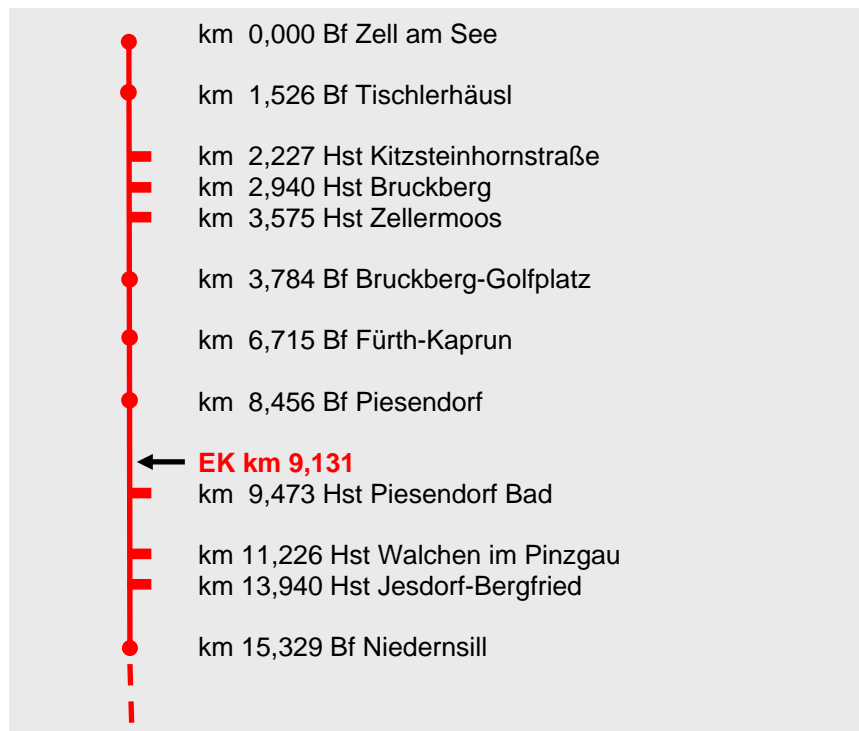 km 0,000 Bf Zell am See
km 1,526 Bf Tischlerhäusl
km 2,227 Hst Kitzsteinhornstraße
km 2,940 Hst Bruckberg
km 3,575 Hst Zellermoos
km 3,784 Bf Bruckberg-Golfplatz
km 6,715 Bf Fürth-Kaprun
km 8,456 Bf Piesendorf
EK km 9,131
km 9,473 Hst Piesendorf Bad
km 11,226 Hst Walchen im Pinzgau
km 13,940 Hst Jesdorf-Bergfried
km 15,329 Bf Niedernsill